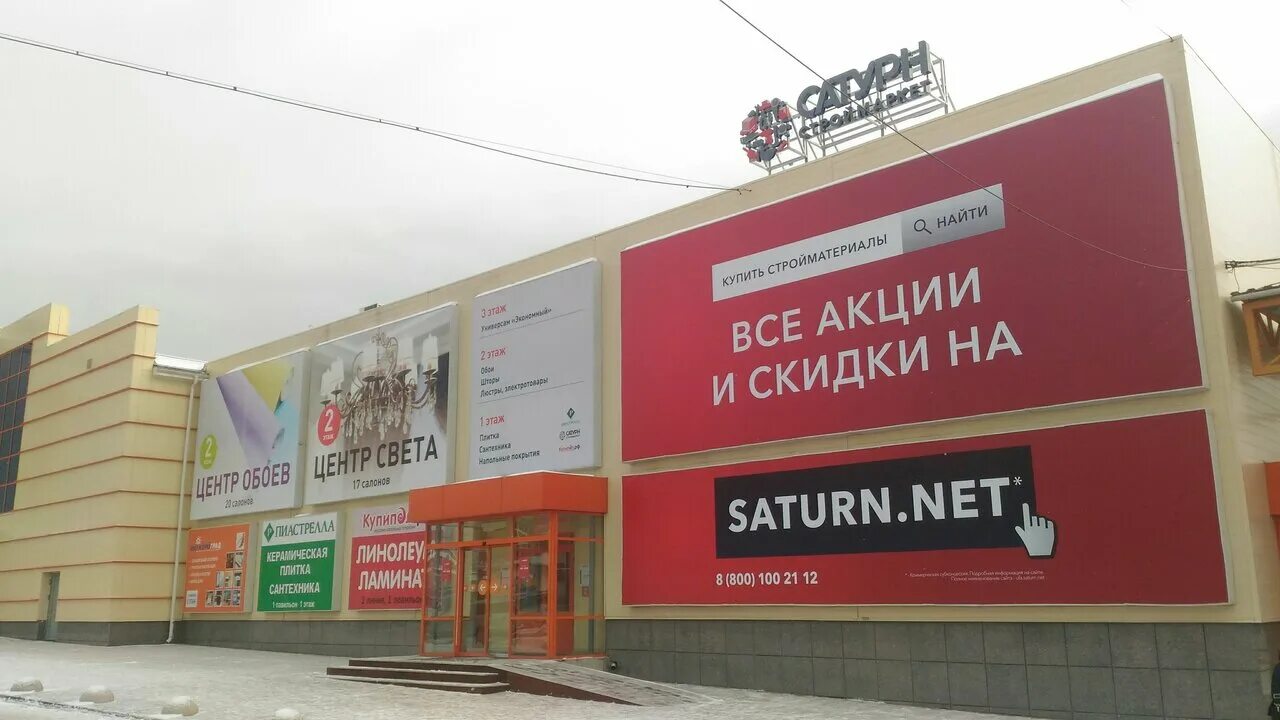 САТУРН
СТРОЙМАРКЕТ
КУПИТЬ СТРОЙМАТЕРИАЛЫ
НАЙТИ
ВСЕ АКЦИИ
И СКИДКИ НА
SATURN.NET*
8 (800) 100 21 12
3 этаж
Универсам «Экономный»
2 этаж
Обои
Шторы
Люстры, электротовары
1 этаж
Плитка
Сантехника
Напольные покрытия
2
ЭТАЖ
ЦЕНТР СВЕТА
17 салонов
2
ЭТАЖ
ЦЕНТР ОБОЕВ
20 салонов
ПИАСТРЕЛЛА
КЕРАМИЧЕСКАЯ
ПЛИТКА
САНТЕХНИКА
1 павильон 1 этаж
ЛИНОЛЕУ
ЛАМИНАТ